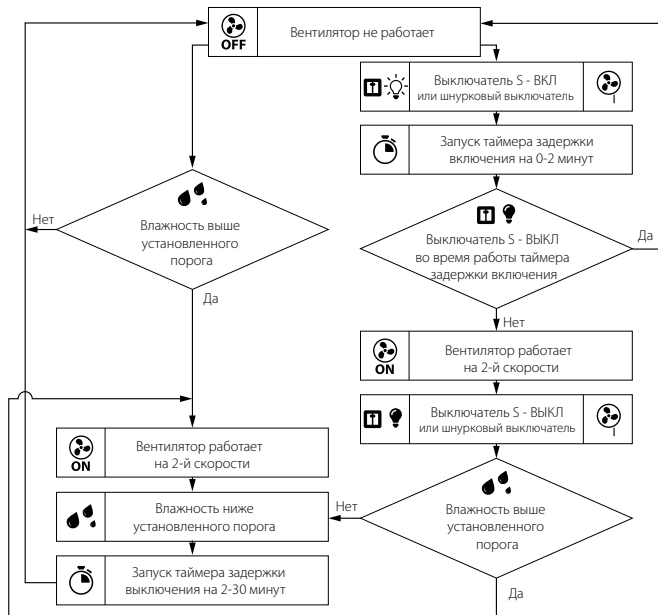 OFF
Вентилятор не работает
Выключатель S - ВКЛ
или шнурковый выключатель
I
Запуск таймера задержки
включения на 0-2 минут
Нет
Влажность выше
установленного
порога
Да
Выключатель S - ВЫКЛ
во время работы таймера
задержки включения
Да
Нет
ON
Вентилятор работает
на 2-й скорости
Выключатель S - ВЫКЛ
или шнурковый выключатель
I
ON
Вентилятор работает
на 2-й скорости
Влажность ниже
установленного порога
Нет
Влажность выше
установленного
порога
Запуск таймера задержки
выключения на 2-30 минут
Да